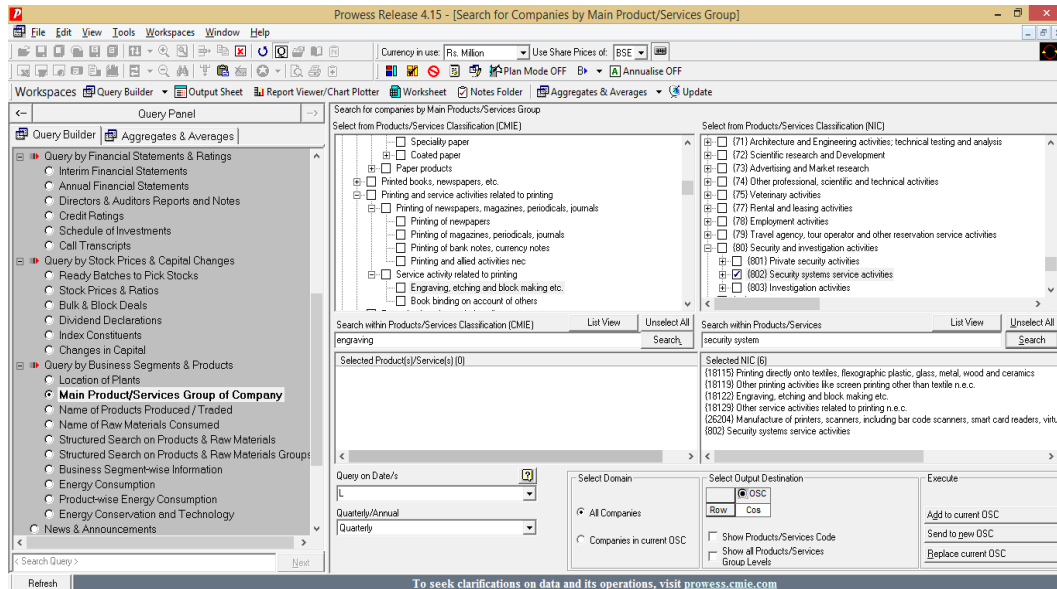 Prowess Release 4.15 - [Search for Companies by Main Product/Services Group]
File Edit View Tools Workspaces Window Help
Currency in use: Rs. Million Use Share Prices of: BSE
Plan Mode OFF B Annualise OFF
Workspaces Query Builder Output Sheet Report Viewer/Chart Plotter Worksheet Notes Folder Aggregates & Averages Update
<-- Query Panel -->
Query Builder Aggregates & Averages
Query by Financial Statements & Ratings
Interim Financial Statements
Annual Financial Statements
Directors & Auditors Reports and Notes
Credit Ratings
Schedule of Investments
Call Transcripts
Query by Stock Prices & Capital Changes
Ready Batches to Pick Stocks
Stock Prices & Ratios
Bulk & Block Deals
Dividend Declarations
Index Constituents
Changes in Capital
Query by Business Segments & Products
Location of Plants
Main Product/Services Group of Company
Name of Products Produced / Traded
Name of Raw Materials Consumed
Structured Search on Products & Raw Materials
Structured Search on Products & Raw Materials Groups
Business Segment-wise Information
Energy Consumption
Product-wise Energy Consumption
Energy Conservation and Technology
News & Announcements
< Search Query > Next
Refresh
Search for companies by Main Products/Services Group
Select from Products/Services Classification (CMIE)
Speciality paper
Coated paper
Paper products
Printed books, newspapers, etc.
Printing and service activities related to printing
Printing of newspapers, magazines, periodicals, journals
Printing of newpapers
Printing of magazines, periodicals, journals
Printing of bank notes, currency notes
Printing and allied activities nec
Service activity related to printing
Engraving, etching and block making etc.
Book binding on account of others
Search within Products/Services Classification (CMIE) List View Unselect All
engraving Search,
Selected Product(s)/Service(s) (0)
Select from Products/Services Classification (NIC)
{71} Architecture and Engineering activities; technical testing and analysis
{72} Scientific research and Development
{73} Advertising and Market research
{74} Other professional, scientific and technical activities
{75} Veterinary activities
{77} Rental and leasing activities
{78} Employment activities
{79} Travel agency, tour operator and other reservation service activities
{80} Security and investigation activities
{801} Private security activities
{802} Security systems service activities
{803} Investigation activities
Search within Products/Services List View Unselect All
security system Search
Selected NIC (6)
{18115} Printing directly onto textiles, flexographic plastic, glass, metal, wood and ceramics
{18119} Other printing activities like screen printing other than textile n.e.c.
{18122} Engraving, etching and block making etc.
{18129} Other service activities related to printing n.e.c.
{26204} Manufacture of printers, scanners, including bar code scanners, smart card readers, virtu
{802} Security systems service activities
Query on Date/s
L
Quarterly/Annual
Quarterly
Select Domain
All Companies
Companies in current OSC
Select Output Destination
OSC
Row Cos
Show Products/Services Code
Show all Products/Services
Group Levels
Execute
Add to current OSC
Send to new OSC
Replace current OSC
To seek clarifications on data and its operations, visit prowess.cmie.com